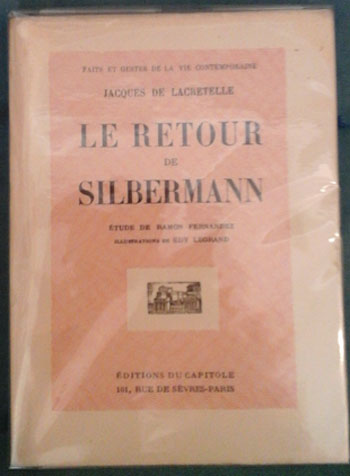 FAITS ET GESTES DE LA VIE CONTEMPORAINE
JACQUES DE LACRETELLE
LE RETOUR
DE
SILBERMANN
ÉTUDE DE RAMON FERNANDEZ
ILLUSTRATIONS DE EDY LEGRAND
ÉDITIONS DU CAPITOLE
101, RUE DE SÈVRES-PARIS